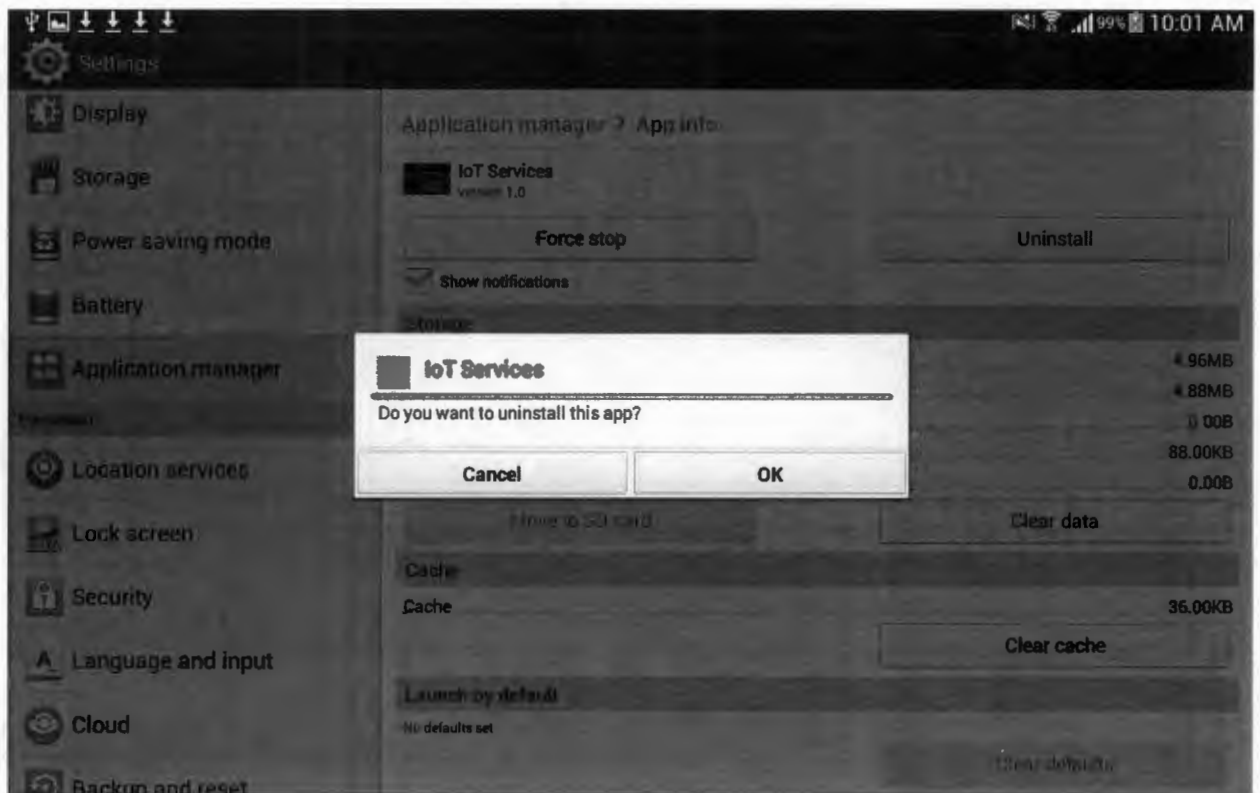 99% 10:01 AM
Settings
Display
Storage
Power saving mode
Battery
Application manager
Location services
Lock screen
Security
A Language and input
Cloud
Backup and reset
Application manager ? App info
IoT Services
version 1.0
Force stop
Uninstall
Show notifications
Storage
4.96MB
4.88MB
0.00B
88.00KB
0.00B
IoT Services
Do you want to uninstall this app?
Cancel
OK
Move to SD card
Clear data
Cache
Cache
36.00KB
Clear cache
Launch by default
No defaults set
Clear defaults